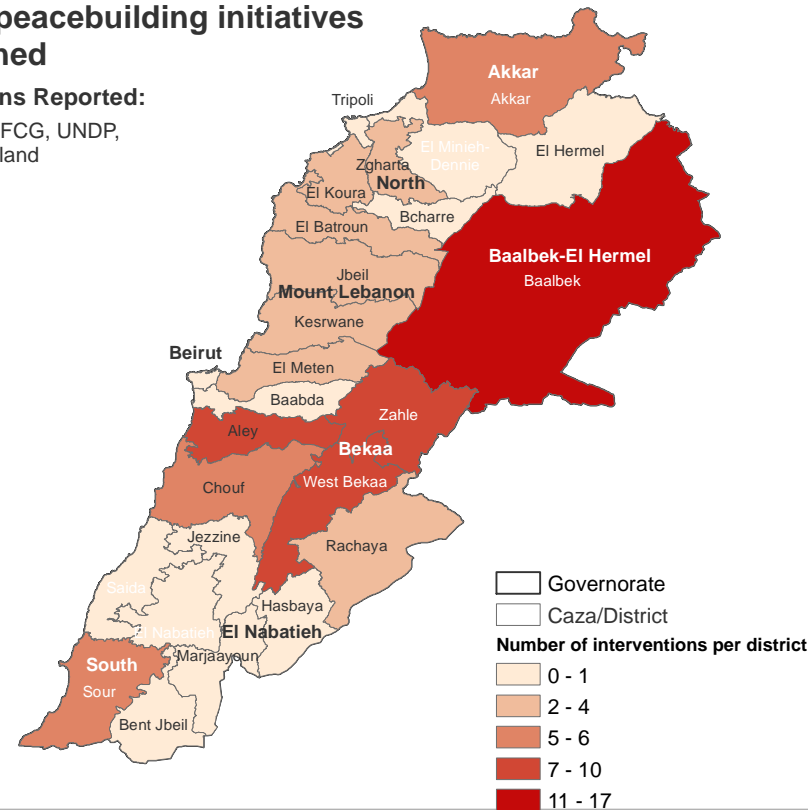 peacebuilding initiatives
ned
ns Reported:
FCG, UNDP,
land
Akkar
Akkar
Tripoli
El Minieh-
Dennie
El Hermel
Zgharta
North
El Koura
Bcharre
El Batroun
Baalbek-El Hermel
Baalbek
Jbeil
Mount Lebanon
Kesrwane
Beirut
El Meten
Baabda
Zahle
Aley
Bekaa
West Bekaa
Chouf
Jezzine
Rachaya
Saida
Hasbaya
El Nabatieh
El Nabatieh
Marjaayoun
South
Sour
Bent Jbeil
Governorate
Caza/District
Number of interventions per district
0 - 1
2 - 4
5 - 6
7 - 10
11 - 17